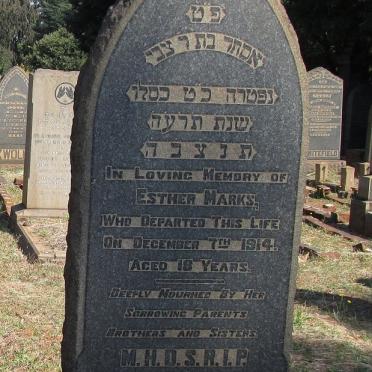 פ ט
אסתר בת ר צבי
נפטרה כ׳ט כסלו
שנת תרעה
ת נ צ ב ה
IN LOVING MEMORY OF
ESTHER MARKS,
WHO DEPARTED THIS LIFE
ON DECEMBER 7TH 1914.
AGED 18 YEARS.
DEEPLY MOURNED BY HER
SORROWING PARENTS
BROTHERS AND SISTERS
M.H.D.S.R.I.P.